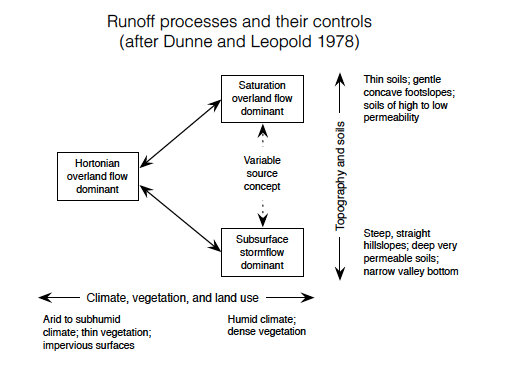 Runoff processes and their controls
(after Dunne and Leopold 1978)
Saturation
overland flow
dominant
Thin soils; gentle
concave footslopes;
soils of high to low
permeability
Hortonian
overland flow
dominant
Variable
source
concept
Topography and soils
Subsurface
stormflow
dominant
Steep, straight
hillslopes; deep very
permeable soils;
narrow valley bottom
Climate, vegetation, and land use
Arid to subhumid
climate; thin vegetation;
impervious surfaces
Humid climate;
dense vegetation